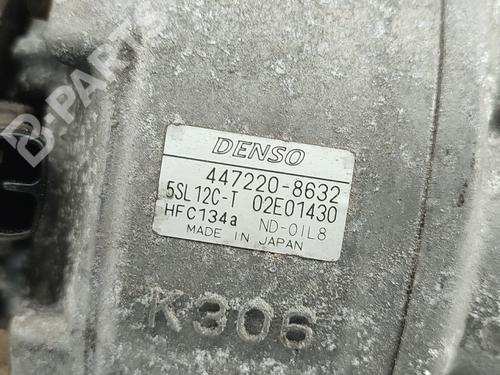 B-PARTS
DENSO
447220-8632
5SL12C-T 02E01430
HFC134a ND-OIL8
MADE IN JAPAN
K306